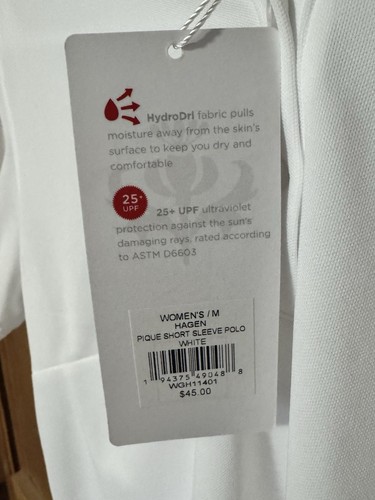 HydroDri fabric pulls
moisture away from the skin's
surface to keep you dry and
comfortable
25+
UPF
25+ UPF ultraviolet
protection against the sun's
damaging rays, rated according
to ASTM D6603
WOMEN'S / M
HAGEN
PIQUE SHORT SLEEVE POLO
WHITE
1 94375 49048 8
WGH11401
$45.00